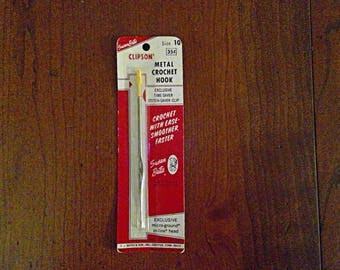 Susan Bates
CLIPSON
Size 10
35¢
METAL
CROCHET
HOOK
EXCLUSIVE
TIME-SAVER
STITCH-SAVER CLIP
CROCHET
WITH EASE-
SMOOTHER
FASTER
Susan
Bates
EXCLUSIVE
micro-ground
in-line head